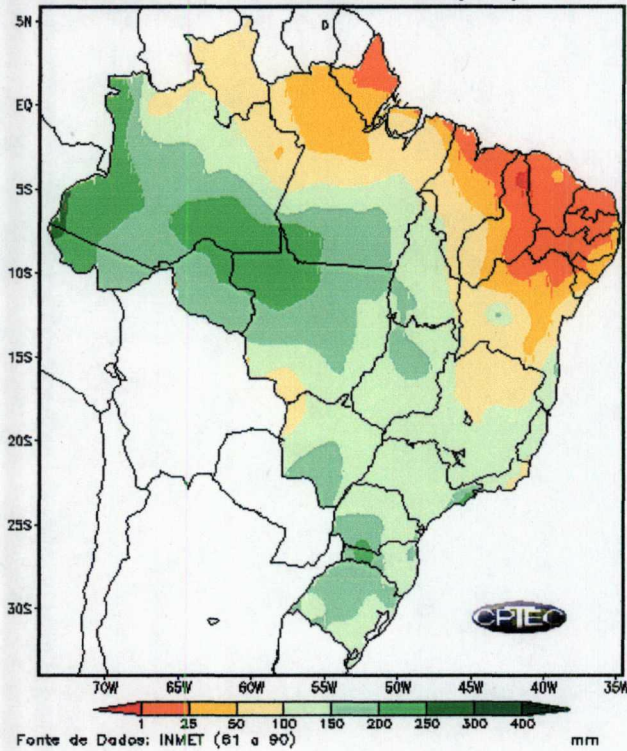 5N
EQ
5S
10S
15S
20S
25S
30S
CPTEC
70W 65W 60W 55W 50W 45W 40W 35W
1 25 50 100 150 200 250 300 400
Fonte de Dados: INMET (61 a 90) mm